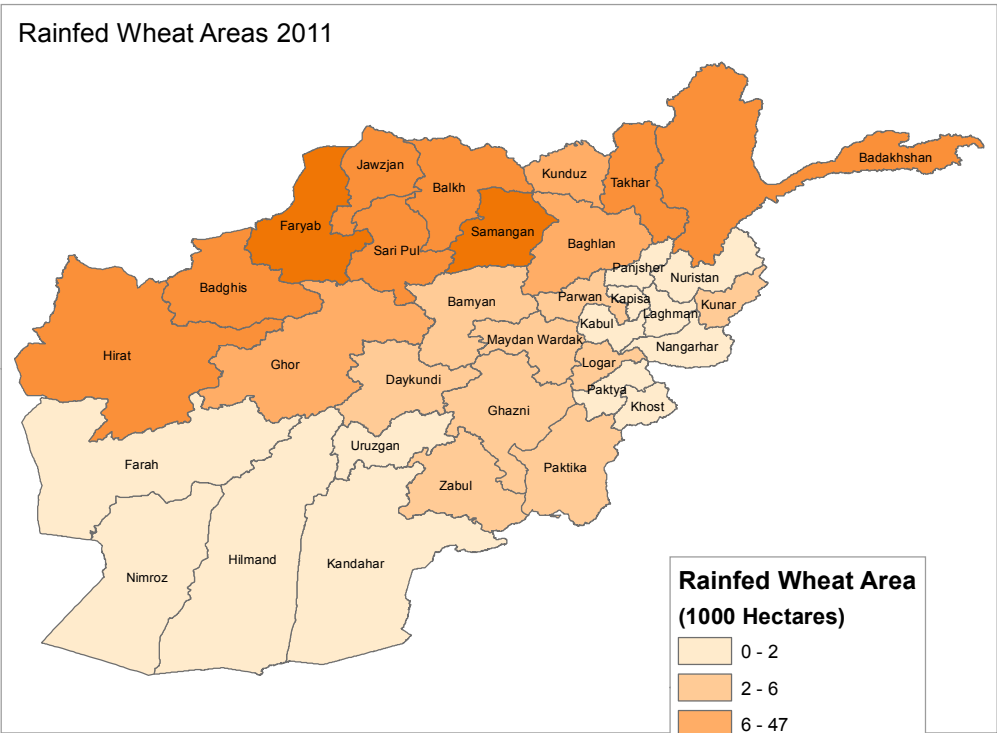 Rainfed Wheat Areas 2011
Jawzjan
Badakhshan
Kunduz
Takhar
Balkh
Faryab
Samangan
Sari Pul
Baghlan
Panjsher
Nuristan
Badghis
Bamyan
Parwan
Kapisa
Kunar
Laghman
Kabul
Maydan Wardak
Nangarhar
Hirat
Ghor
Logar
Daykundi
Paktya
Khost
Ghazni
Uruzgan
Farah
Paktika
Zabul
Hilmand
Kandahar
Nimroz
Rainfed Wheat Area
(1000 Hectares)
0 - 2
2 - 6
6 - 47